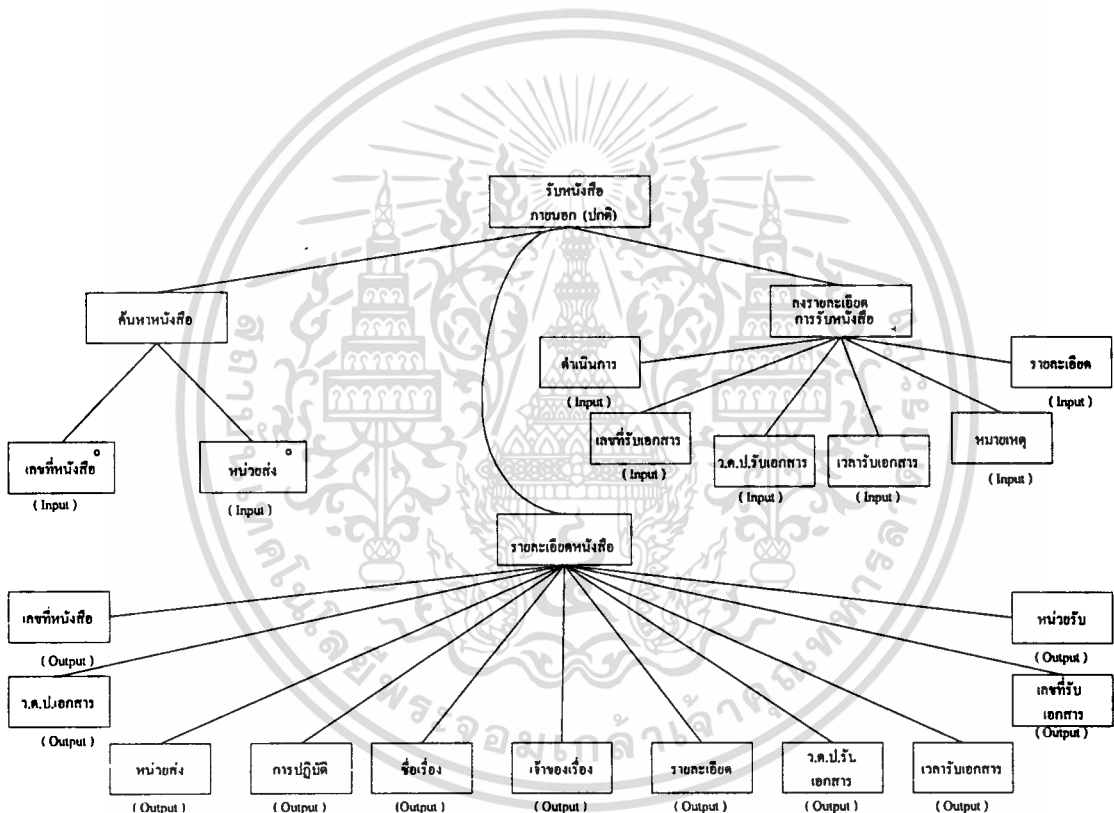 รับหนังสือ
ภายนอก (ปกติ)
ค้นหาหนังสือ
ลงรายละเอียด
การรับหนังสือ
ดำเนินการ
(Input)
รายละเอียด
(Input)
เลขที่รับเอกสาร
(Input)
ว.ด.ป.รับเอกสาร
(Input)
เวลารับเอกสาร
(Input)
หมายเหตุ
(Input)
เลขที่หนังสือ
(Input)
หน่วยส่ง
(Input)
รายละเอียดหนังสือ
เลขที่หนังสือ
(Output)
หน่วยรับ
(Output)
ว.ด.ป.เอกสาร
(Output)
เลขที่รับ
เอกสาร
(Output)
หน่วยส่ง
(Output)
การปฏิบัติ
(Output)
ชื่อเรื่อง
(Output)
เจ้าของเรื่อง
(Output)
รายละเอียด
(Output)
ว.ด.ป.รับ
เอกสาร
(Output)
เวลารับเอกสาร
(Output)